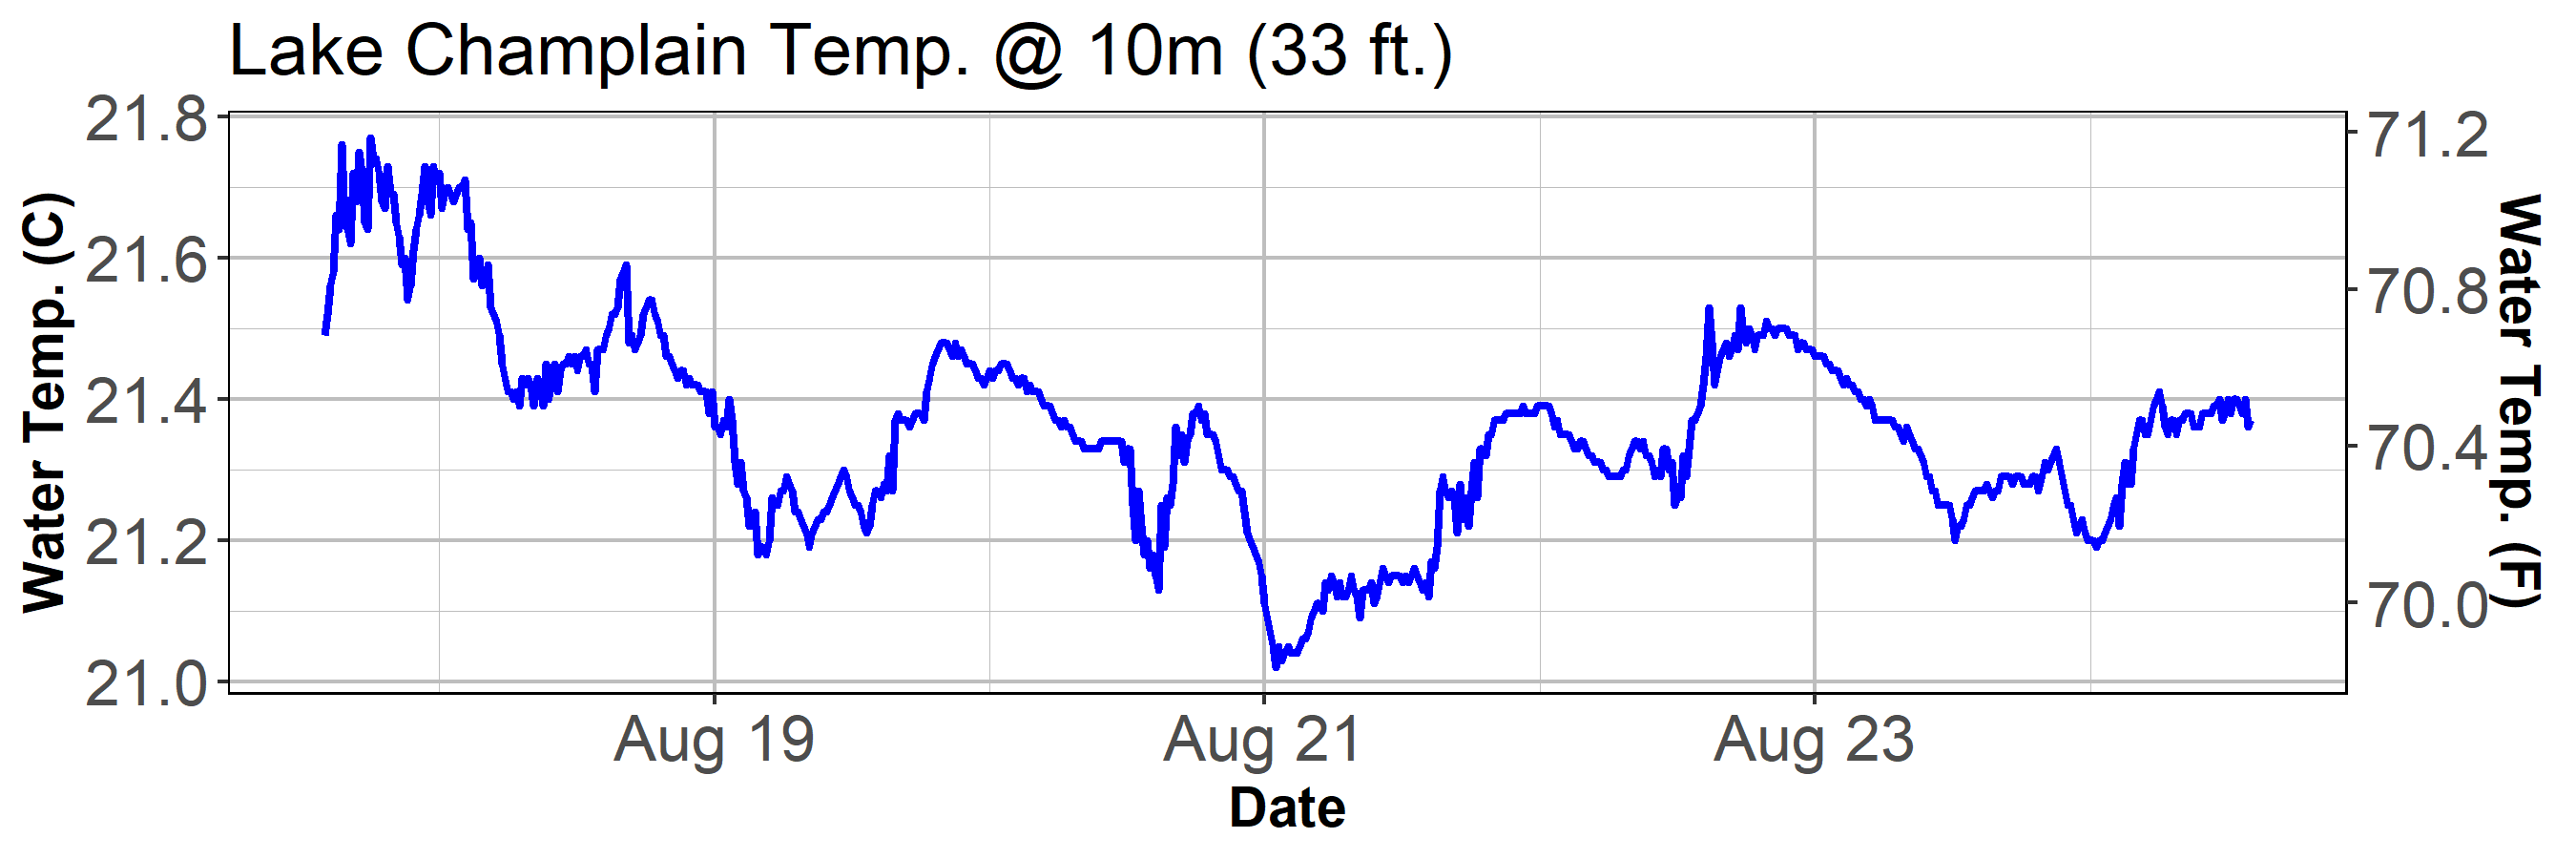 Lake Champlain Temp. @ 10m (33 ft.)
Water Temp. (C)
21.8
21.6
21.4
21.2
21.0
71.2
70.8
70.4
70.0
Water Temp. (F)
Aug 19
Aug 21
Aug 23
Date